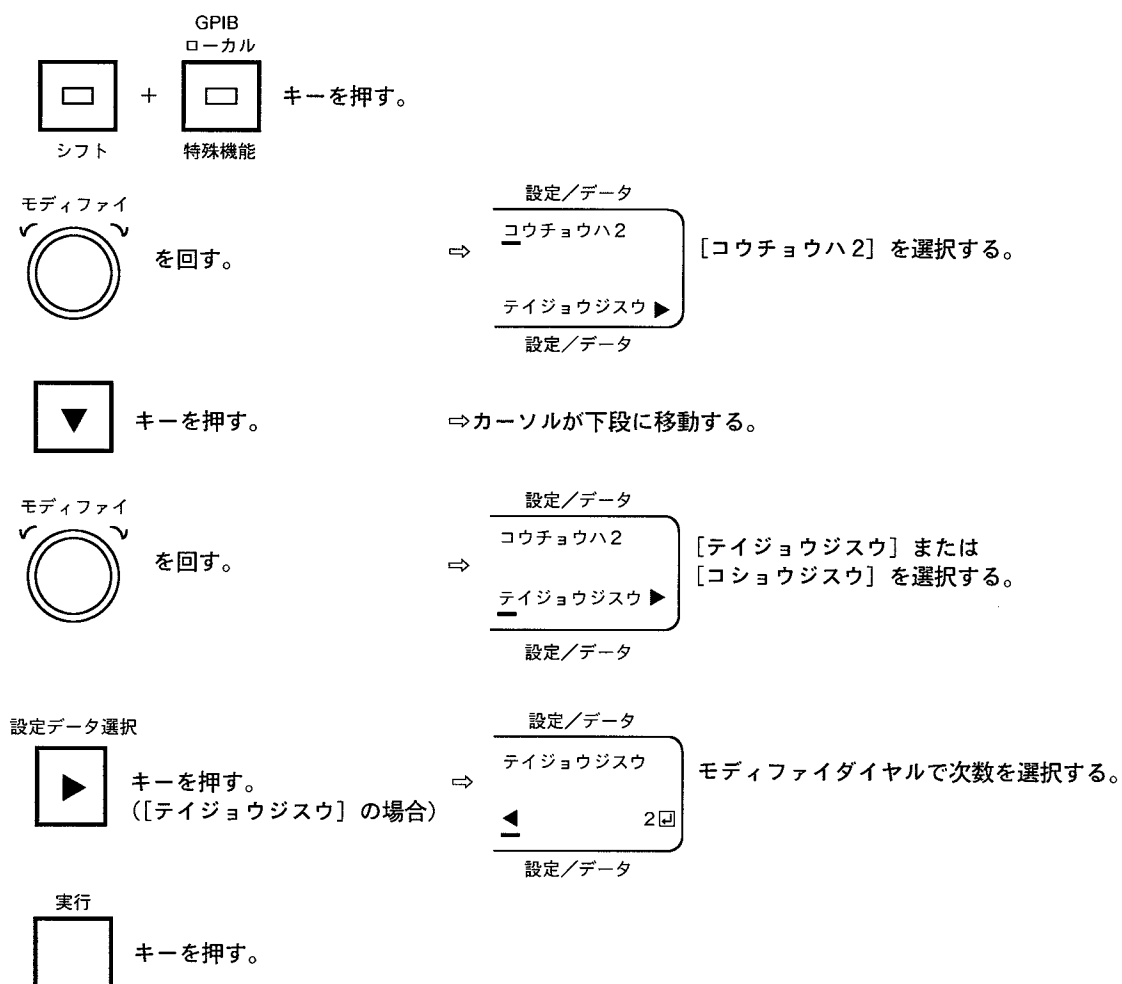 GPIB
ローカル
+ キーを押す。
シフト 特殊機能
設定／データ
モディファイ
コウチョウハ2
を回す。 ⇨ [コウチョウハ2] を選択する。
テイジョウジスウ ▶
設定／データ
▼ キーを押す。 ⇨カーソルが下段に移動する。
設定／データ
モディファイ
コウチョウハ2
を回す。 ⇨ [テイジョウジスウ] または
[コショウジスウ] を選択する。
テイジョウジスウ ▶
設定／データ
設定データ選択 設定／データ
テイジョウジスウ
▶ キーを押す。 ⇨ モディファイダイヤルで次数を選択する。
([テイジョウジスウ] の場合)
◀ 2↵
設定／データ
実行
キーを押す。